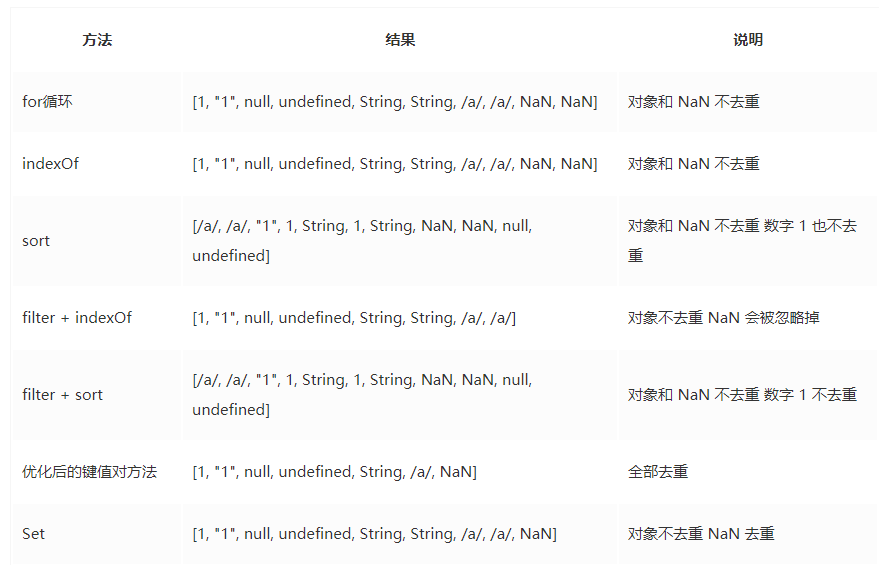 方法 结果 说明
for循环 [1, "1", null, undefined, String, String, /a/, /a/, NaN, NaN] 对象和 NaN 不去重
indexOf [1, "1", null, undefined, String, String, /a/, /a/, NaN, NaN] 对象和 NaN 不去重
sort [/a/, /a/, "1", 1, String, 1, String, NaN, NaN, null, undefined] 对象和 NaN 不去重 数字 1 也不去重
filter + indexOf [1, "1", null, undefined, String, String, /a/, /a/] 对象不去重 NaN 会被忽略掉
filter + sort [/a/, /a/, "1", 1, String, 1, String, NaN, NaN, null, undefined] 对象和 NaN 不去重 数字 1 不去重
优化后的键值对方法 [1, "1", null, undefined, String, /a/, NaN] 全部去重
Set [1, "1", null, undefined, String, String, /a/, /a/, NaN] 对象不去重 NaN 去重